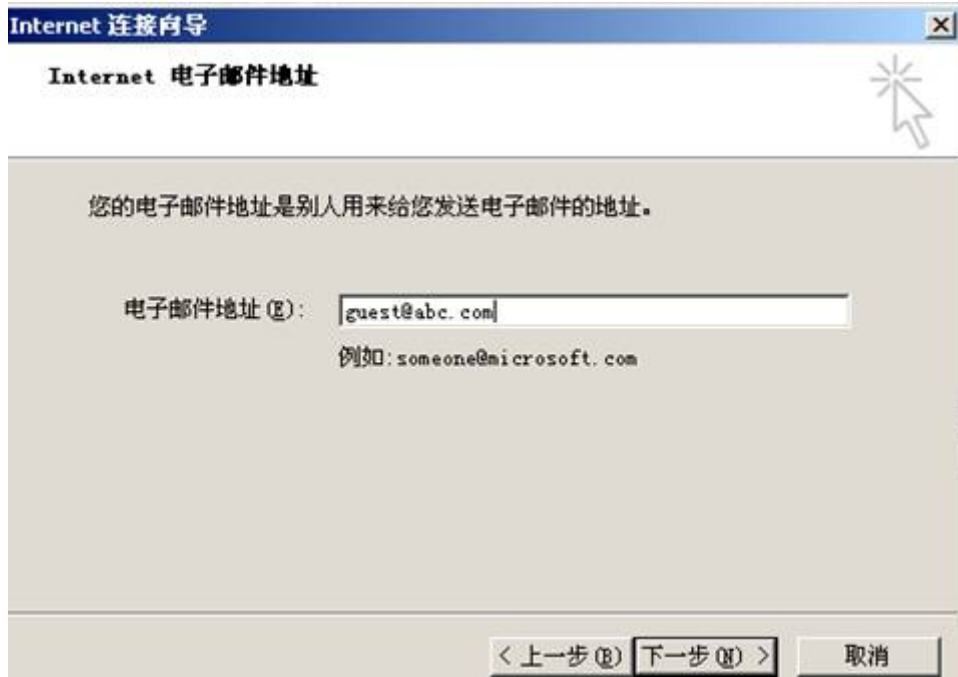 Internet 连接向导
Internet 电子邮件地址
您的电子邮件地址是别人用来给您发送电子邮件的地址。
电子邮件地址(E): guest@abc.com
例如:someone@microsoft.com
< 上一步(B) 下一步(N) > 取消